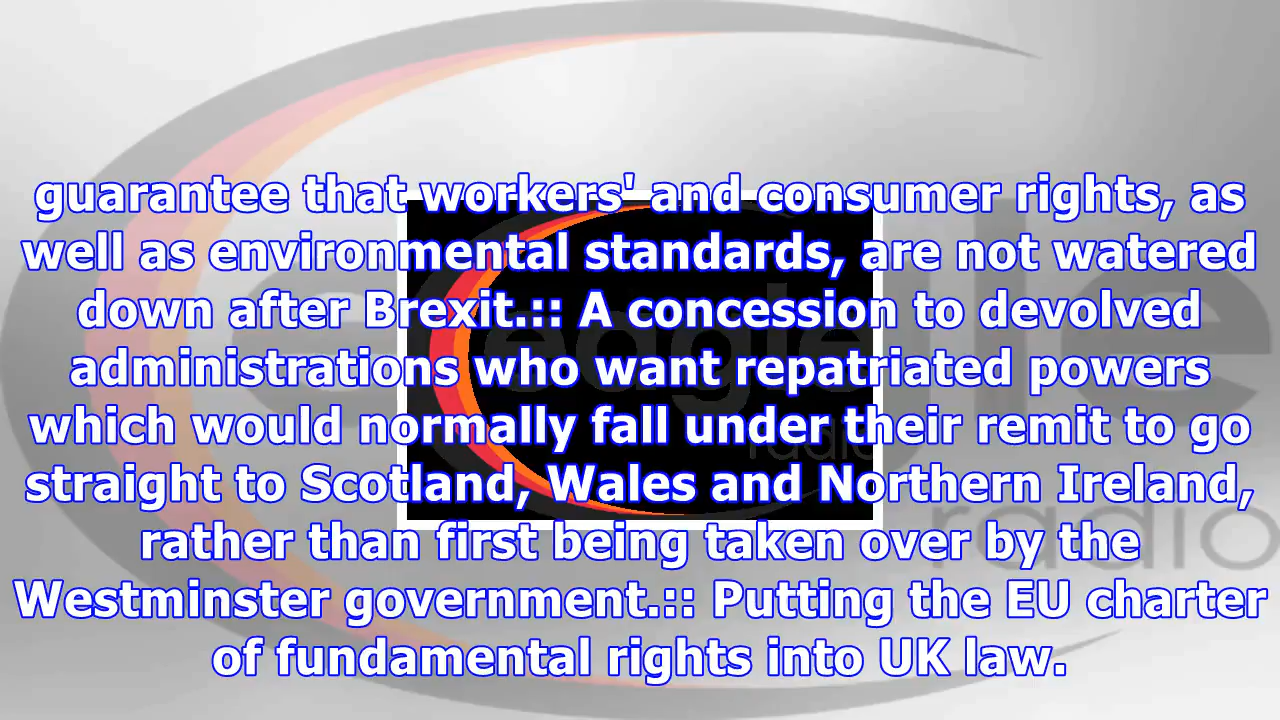 guarantee that workers' and consumer rights, as
well as environmental standards, are not watered
down after Brexit.:: A concession to devolved
administrations who want repatriated powers
which would normally fall under their remit to go
straight to Scotland, Wales and Northern Ireland,
rather than first being taken over by the
Westminster government.:: Putting the EU charter
of fundamental rights into UK law.
eagle
radio
radio